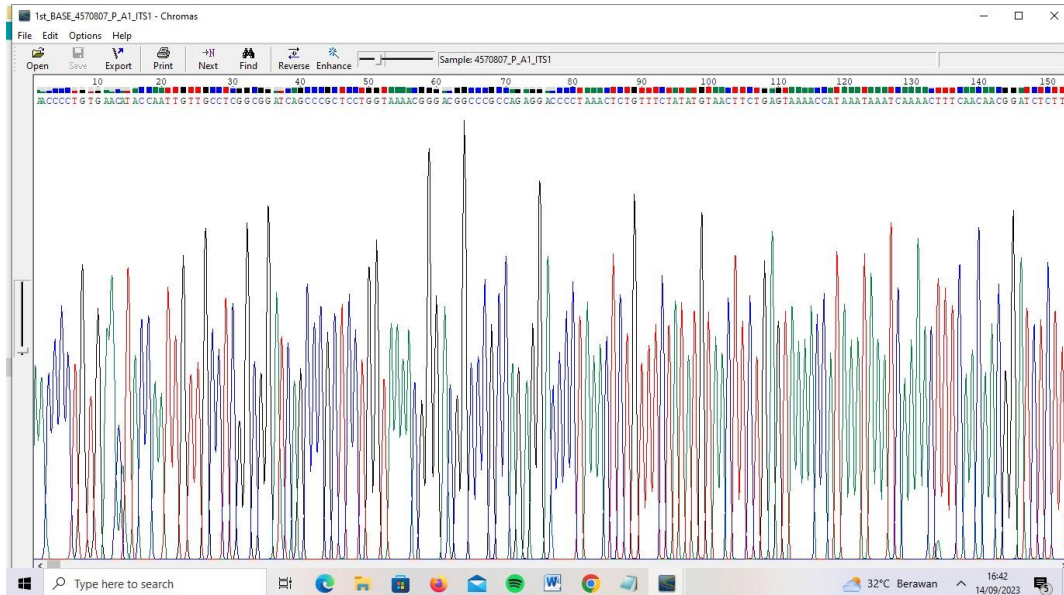 1st_BASE_4570807_P_A1_ITS1 - Chromas
File Edit Options Help
Open Save Export Print Next Find Reverse Enhance Sample: 4570807_P_A1_ITS1
10 20 30 40 50 60 70 80 90 100 110 120 130 140 150
AACCCCTGTGAACATACCAATTGTTGCCTCGGCGGATCAGCCCGCTCCTGGTAAAACGGGACGGCCCGCCAGAGGACCCCTAAACTCTGTTTCTATATGTAACTTCTGAGTAAAACCATAAATAAATCAAAACTTTCAACAACGGATCTCTT
Type here to search
32°C Berawan
16:42
14/09/2023
5